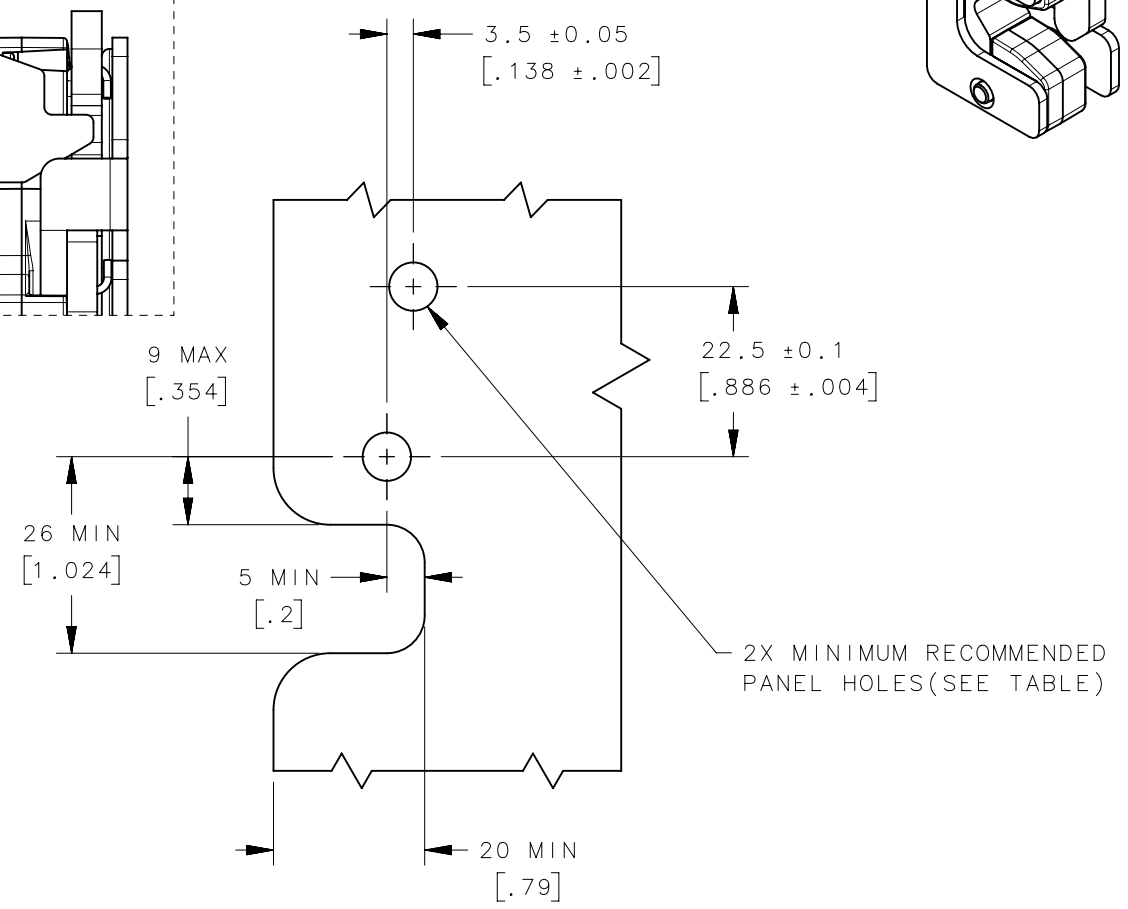 3.5 ±0.05
[.138 ±.002]
9 MAX
[.354]
22.5 ±0.1
[.886 ±.004]
26 MIN
[1.024]
5 MIN
[.2]
2X MINIMUM RECOMMENDED
PANEL HOLES(SEE TABLE)
20 MIN
[.79]